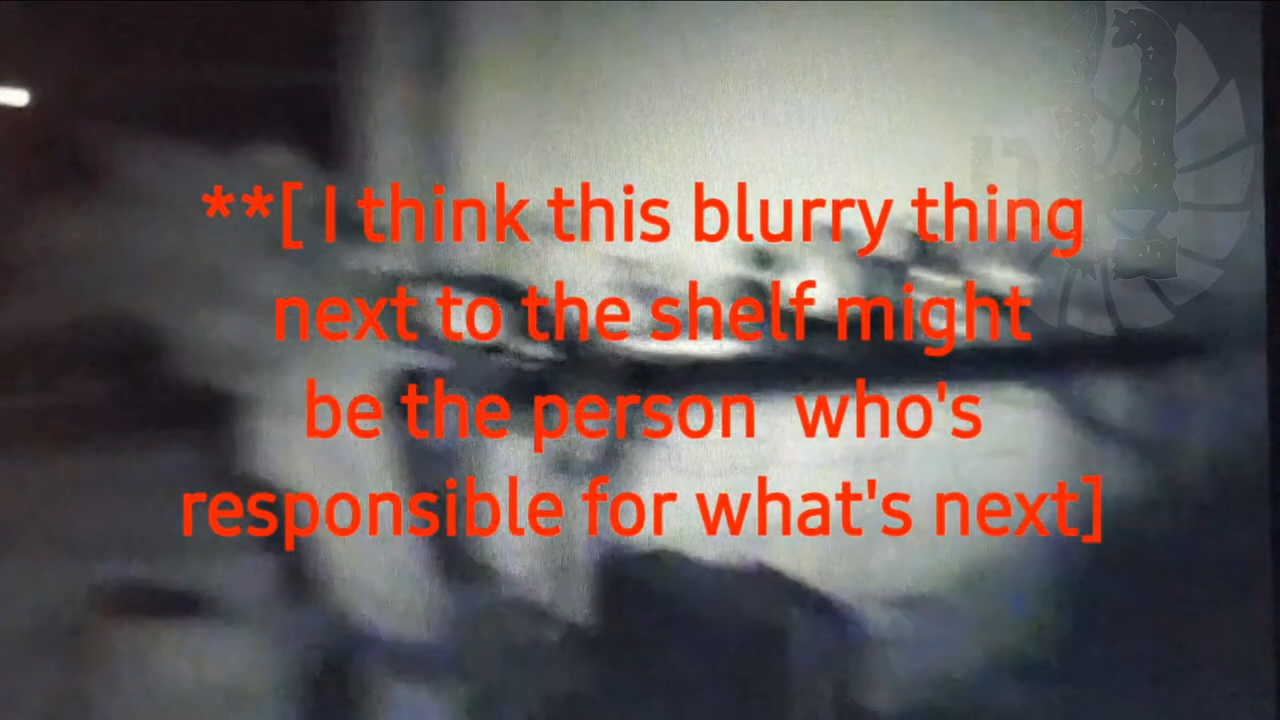 **[ I think this blurry thing
next to the shelf might
be the person  who's
responsible for what's next]